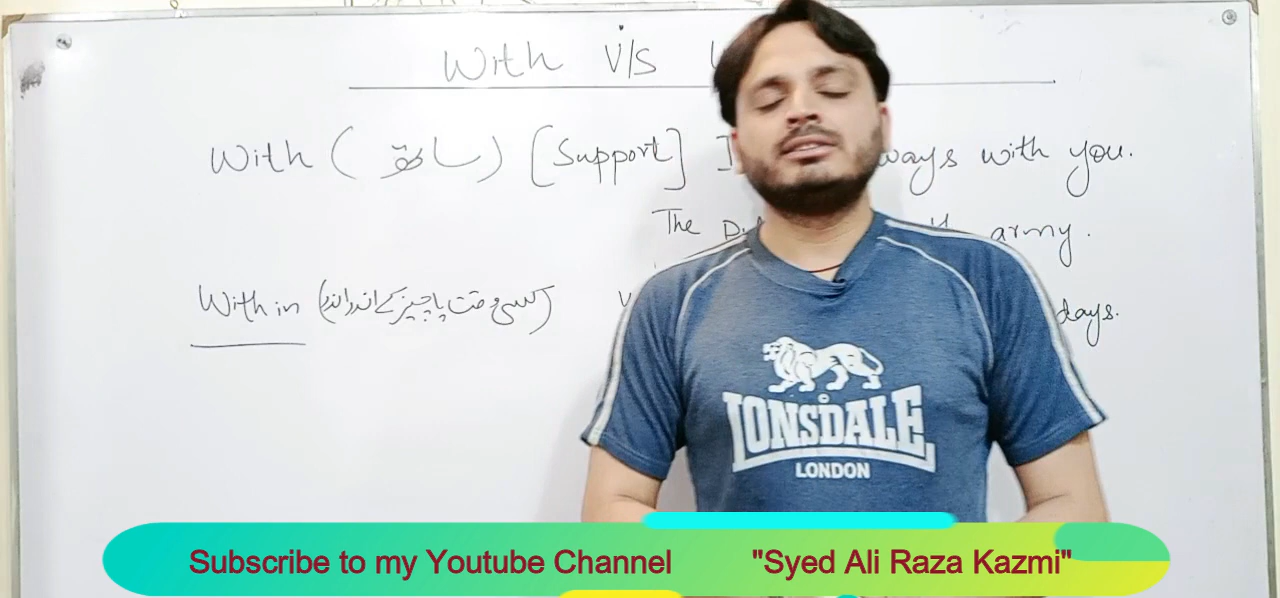 With V/S
With (ساتھ) [Support] I ways with you.
The army.
With in (کسی وقت یا چیز کے اندر اندر) days.
LONSDALE
LONDON
Subscribe to my Youtube Channel "Syed Ali Raza Kazmi"